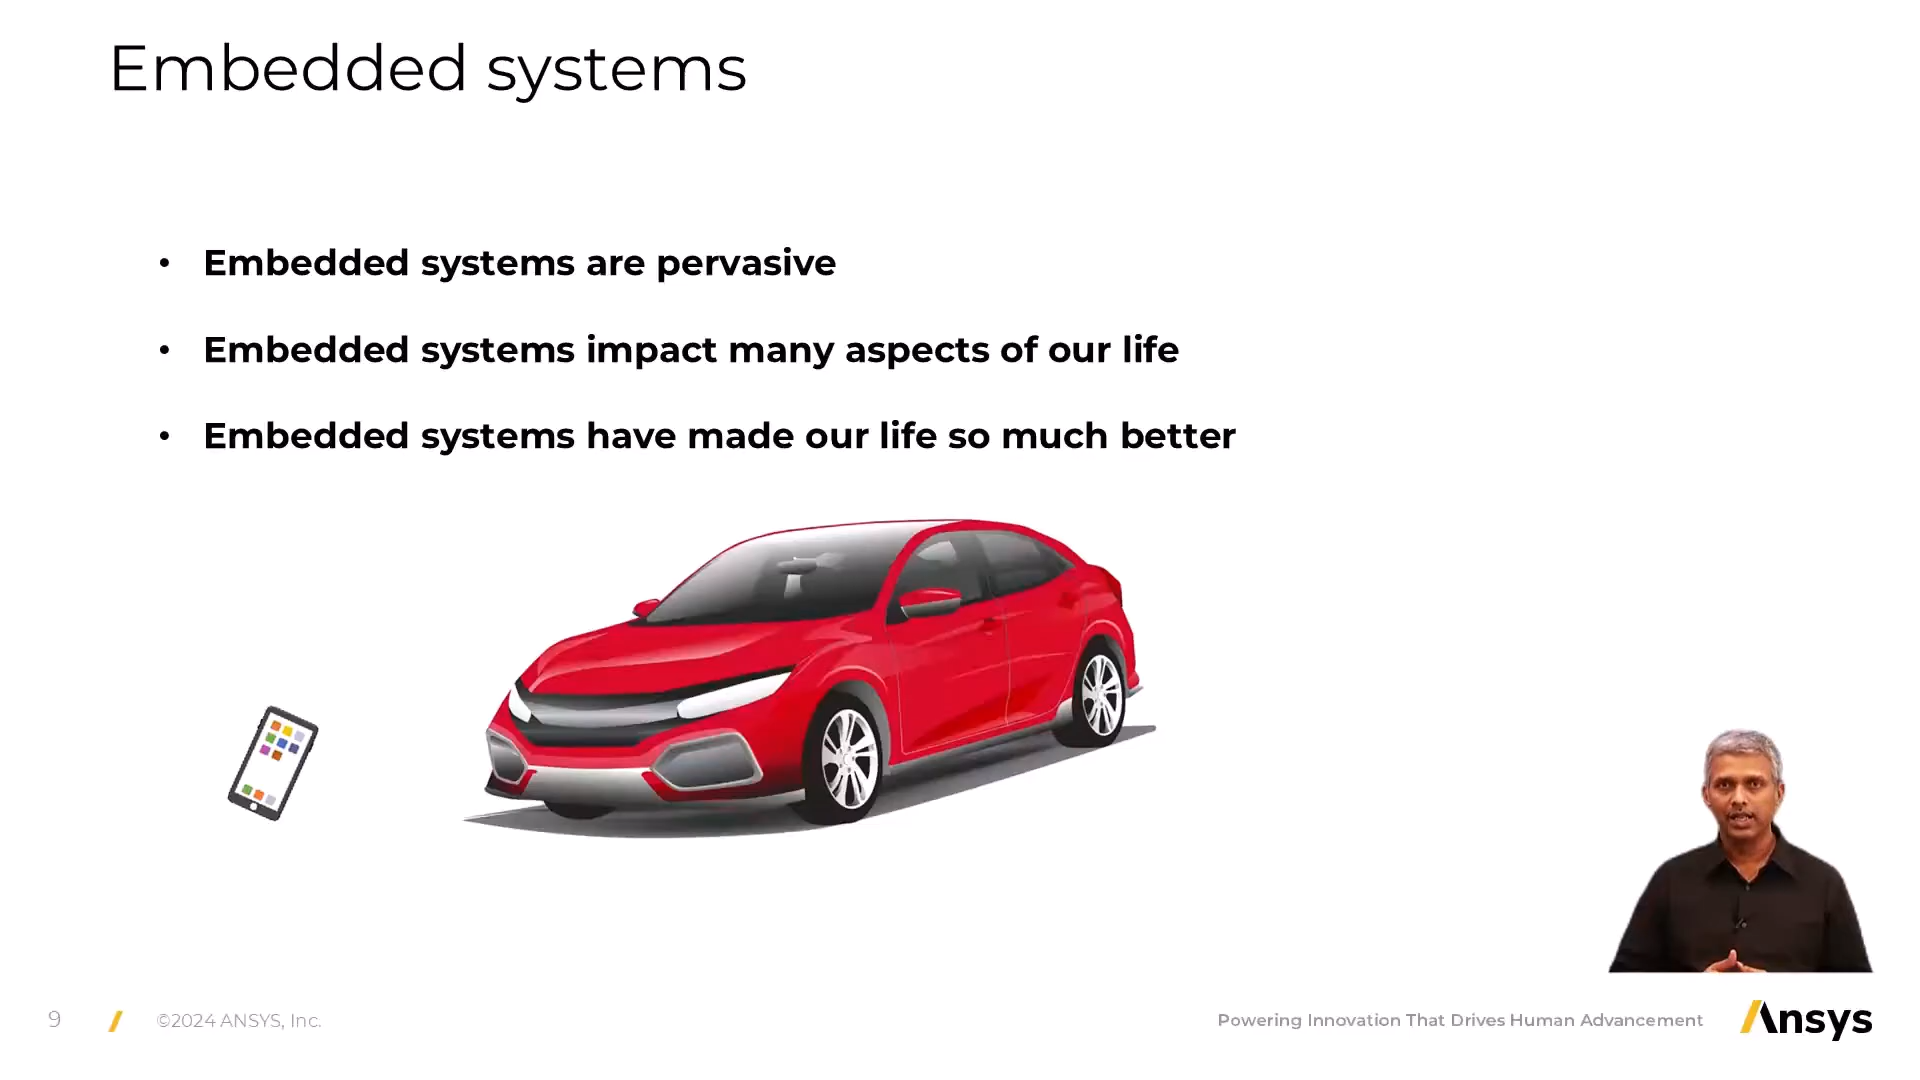 Embedded systems
• Embedded systems are pervasive
• Embedded systems impact many aspects of our life
• Embedded systems have made our life so much better
9
©2024 ANSYS, Inc.
Powering Innovation That Drives Human Advancement
Ansys